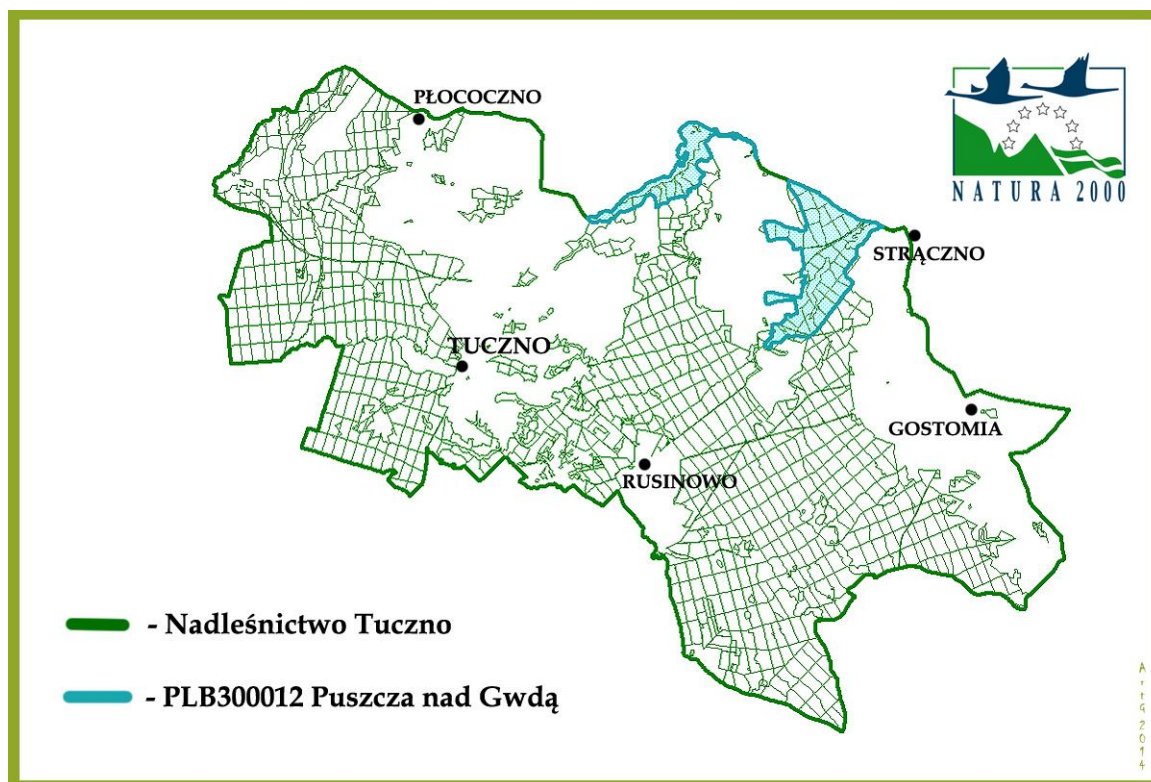 PŁOCOCZNO
NATURA 2000
STRĄCZNO
TUCZNO
GOSTOMIA
RUSINOWO
- Nadleśnictwo Tuczno
- PLB300012 Puszcza nad Gwdą